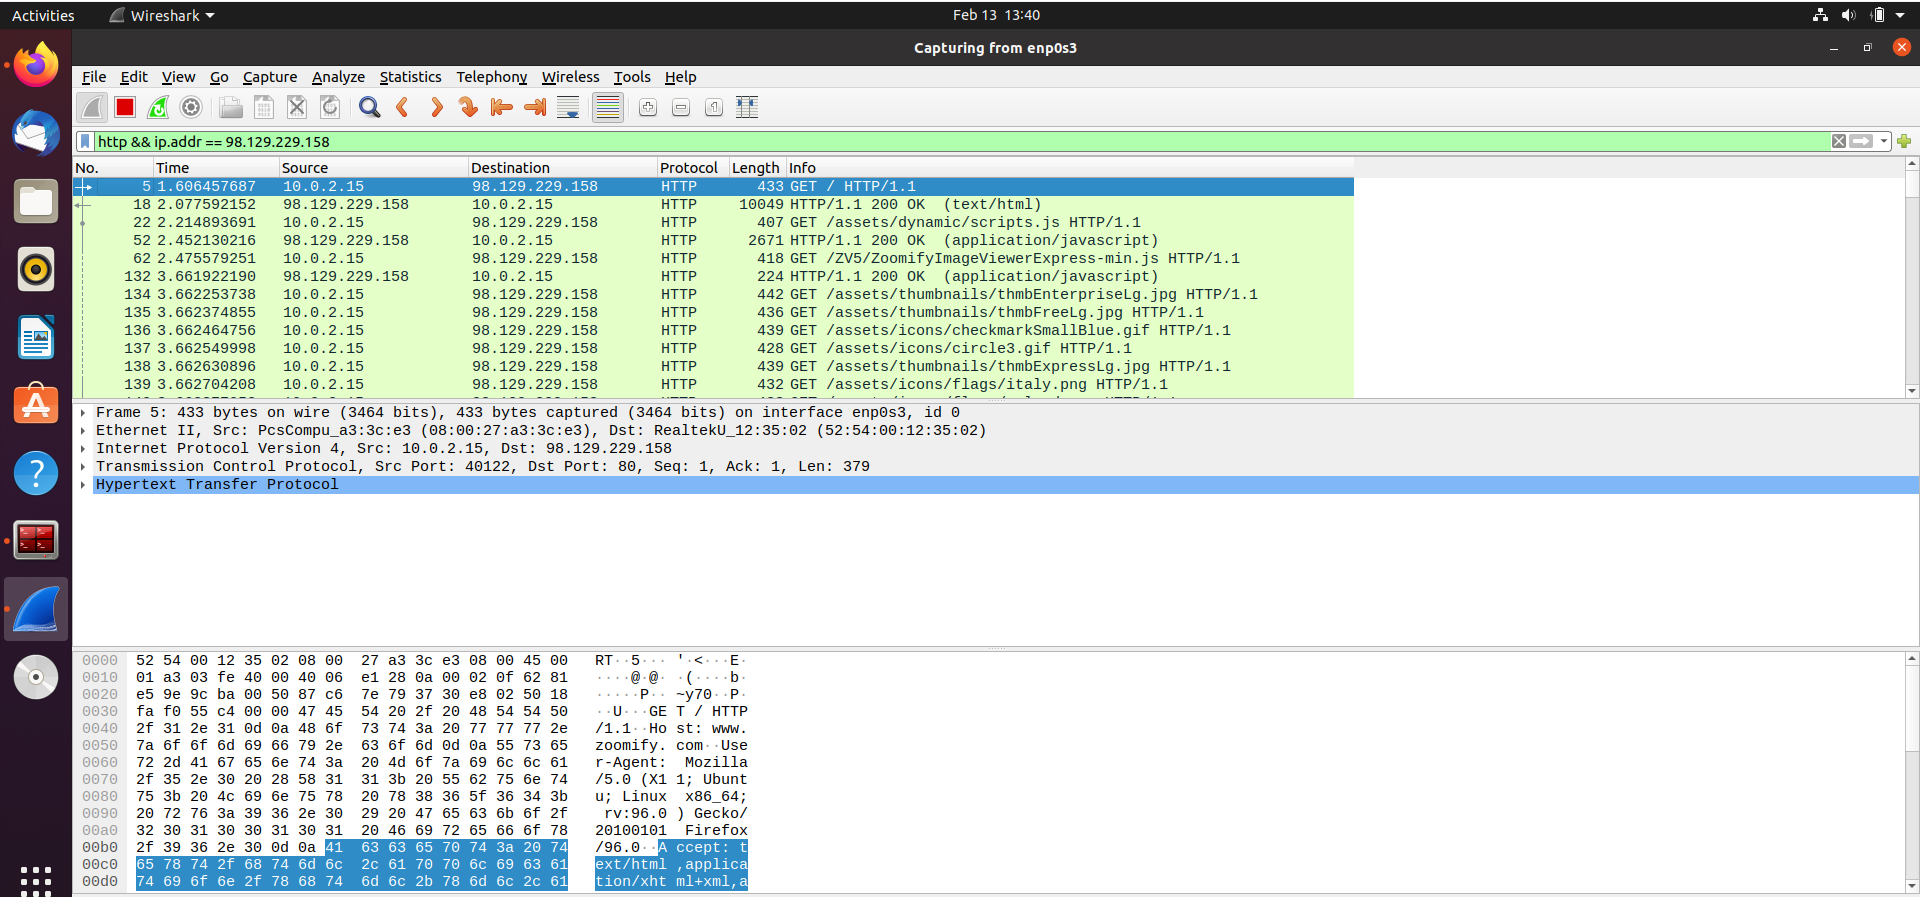 Activities Wireshark Feb 13 13:40
Capturing from enp0s3
File Edit View Go Capture Analyze Statistics Telephony Wireless Tools Help
http && ip.addr == 98.129.229.158
No. Time Source Destination Protocol Length Info
5 1.606457687 10.0.2.15 98.129.229.158 HTTP 433 GET / HTTP/1.1
18 2.077592152 98.129.229.158 10.0.2.15 HTTP 10049 HTTP/1.1 200 OK (text/html)
22 2.214893691 10.0.2.15 98.129.229.158 HTTP 407 GET /assets/dynamic/scripts.js HTTP/1.1
52 2.452130216 98.129.229.158 10.0.2.15 HTTP 2671 HTTP/1.1 200 OK (application/javascript)
62 2.475579251 10.0.2.15 98.129.229.158 HTTP 418 GET /ZV5/ZoomifyImageViewerExpress-min.js HTTP/1.1
132 3.661922190 98.129.229.158 10.0.2.15 HTTP 224 HTTP/1.1 200 OK (application/javascript)
134 3.662253738 10.0.2.15 98.129.229.158 HTTP 442 GET /assets/thumbnails/thmbEnterpriseLg.jpg HTTP/1.1
135 3.662374855 10.0.2.15 98.129.229.158 HTTP 436 GET /assets/thumbnails/thmbFreeLg.jpg HTTP/1.1
136 3.662464756 10.0.2.15 98.129.229.158 HTTP 439 GET /assets/icons/checkmarkSmallBlue.gif HTTP/1.1
137 3.662549998 10.0.2.15 98.129.229.158 HTTP 428 GET /assets/icons/circle3.gif HTTP/1.1
138 3.662630896 10.0.2.15 98.129.229.158 HTTP 439 GET /assets/thumbnails/thmbExpressLg.jpg HTTP/1.1
139 3.662704208 10.0.2.15 98.129.229.158 HTTP 432 GET /assets/icons/flags/italy.png HTTP/1.1
Frame 5: 433 bytes on wire (3464 bits), 433 bytes captured (3464 bits) on interface enp0s3, id 0
Ethernet II, Src: PcsCompu_a3:3c:e3 (08:00:27:a3:3c:e3), Dst: RealtekU_12:35:02 (52:54:00:12:35:02)
Internet Protocol Version 4, Src: 10.0.2.15, Dst: 98.129.229.158
Transmission Control Protocol, Src Port: 40122, Dst Port: 80, Seq: 1, Ack: 1, Len: 379
Hypertext Transfer Protocol
0000 52 54 00 12 35 02 08 00 27 a3 3c e3 08 00 45 00 RT··5··· '·<···E·
0010 01 a3 03 fe 40 00 40 06 e1 28 0a 00 02 0f 62 81 ····@·@· ·(····b·
0020 e5 9e 9c ba 00 50 87 c6 7e 79 37 30 e8 02 50 18 ·····P·· ~y70··P·
0030 fa f0 55 c4 00 00 47 45 54 20 2f 20 48 54 54 50 ··U···GE T / HTTP
0040 2f 31 2e 31 0d 0a 48 6f 73 74 3a 20 77 77 77 2e /1.1··Ho st: www.
0050 7a 6f 6f 6d 69 66 79 2e 63 6f 6d 0d 0a 55 73 65 zoomify. com··Use
0060 72 2d 41 67 65 6e 74 3a 20 4d 6f 7a 69 6c 6c 61 r-Agent: Mozilla
0070 2f 35 2e 30 20 28 58 31 31 3b 20 55 62 75 6e 74 /5.0 (X1 1; Ubunt
0080 75 3b 20 4c 69 6e 75 78 20 78 38 36 5f 36 34 3b u; Linux x86_64;
0090 20 72 76 3a 39 36 2e 30 29 20 47 65 63 6b 6f 2f rv:96.0 ) Gecko/
00a0 32 30 31 30 30 31 30 31 20 46 69 72 65 66 6f 78 20100101 Firefox
00b0 2f 39 36 2e 30 0d 0a 41 63 63 65 70 74 3a 20 74 /96.0··A ccept: t
00c0 65 78 74 2f 68 74 6d 6c 2c 61 70 70 6c 69 63 61 ext/html ,applica
00d0 74 69 6f 6e 2f 78 68 74 6d 6c 2b 78 6d 6c 2c 61 tion/xht ml+xml,a